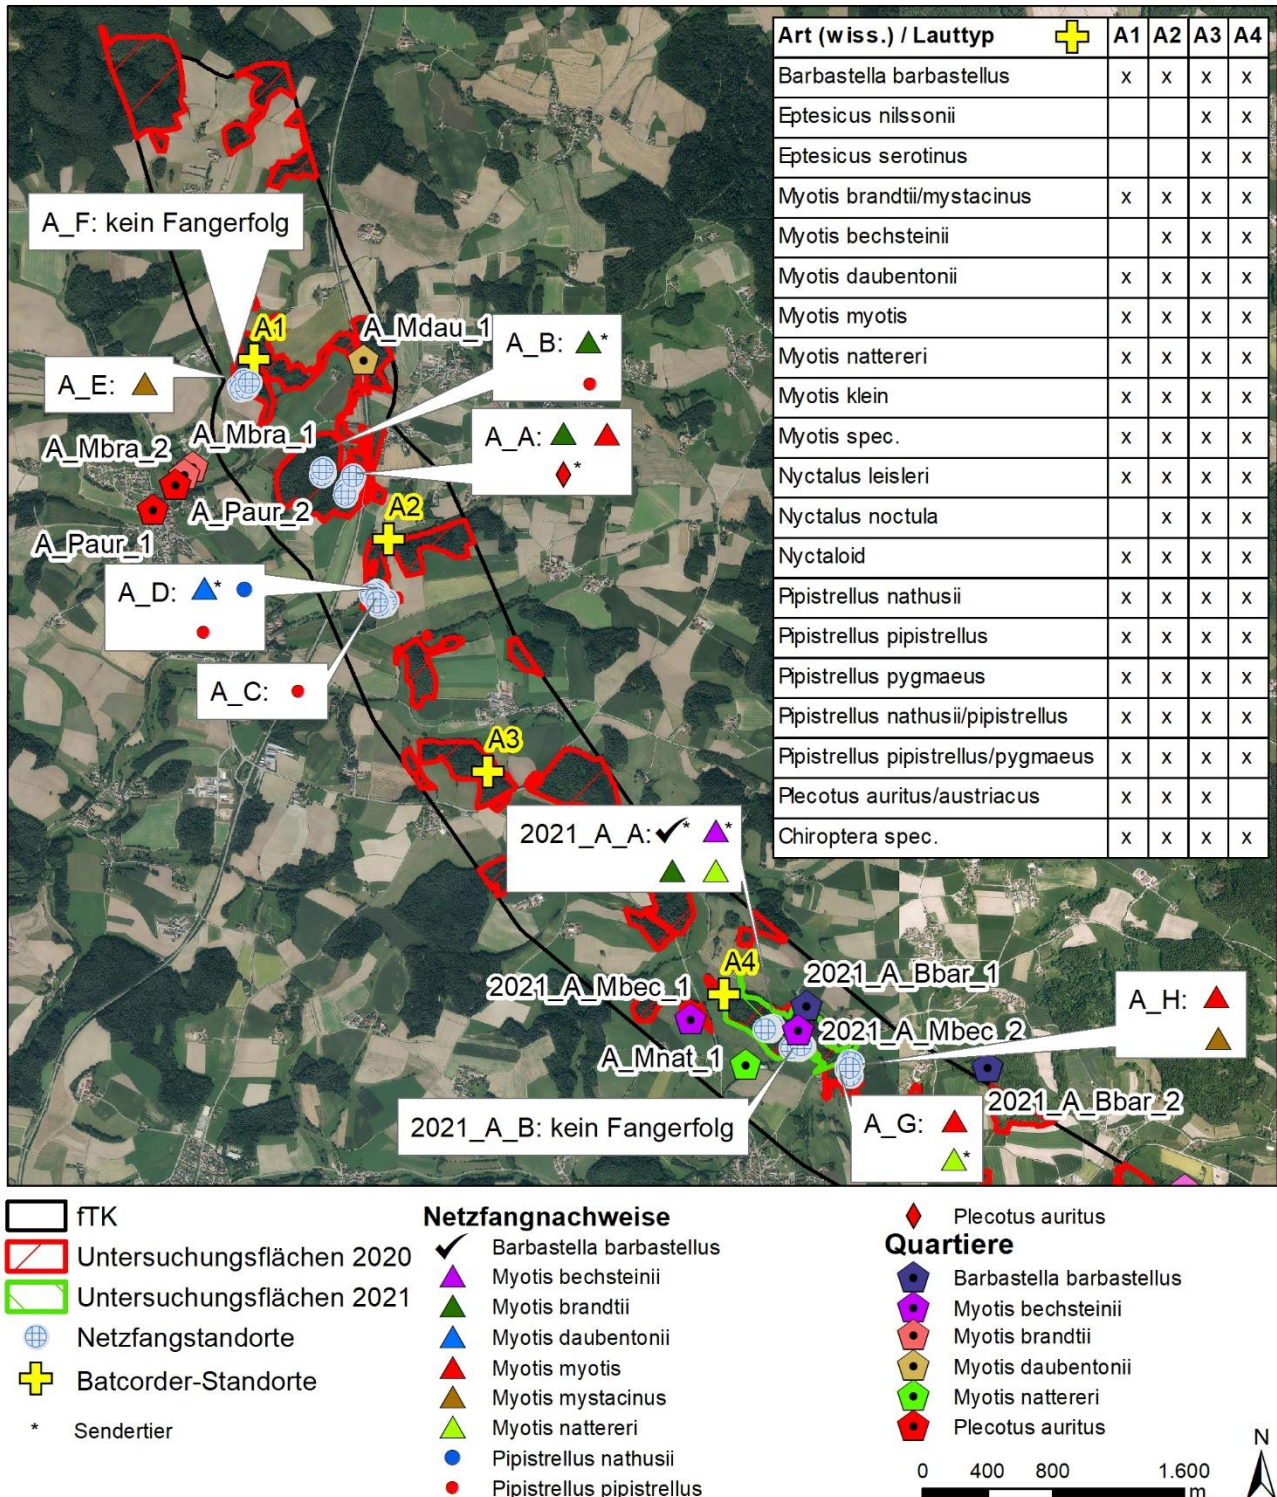 Art (wiss.) / Lauttyp A1 A2 A3 A4
Barbastella barbastellus x x x x
Eptesicus nilssonii x x
Eptesicus serotinus x x
Myotis brandtii/mystacinus x x x x
Myotis bechsteinii x x x
Myotis daubentonii x x x x
Myotis myotis x x x x
Myotis nattereri x x x x
Myotis klein x x x x
Myotis spec. x x x x
Nyctalus leisleri x x x x
Nyctalus noctula x x x
Nyctaloid x x x x
Pipistrellus nathusii x x x x
Pipistrellus pipistrellus x x x x
Pipistrellus pygmaeus x x x x
Pipistrellus nathusii/pipistrellus x x x x
Pipistrellus pipistrellus/pygmaeus x x x x
Plecotus auritus/austriacus x x x
Chiroptera spec. x x x x
A_F: kein Fangerfolg
A1
A_Mdau_1
A_B: *
A_E:
A_A:
*
A_Mbra_1
A_Mbra_2
A_Paur_2
A_Paur_1
A2
A_D: *
A_C:
A3
2021_A_A: * *
A4
2021_A_Bbar_1
2021_A_Mbec_1
2021_A_Mbec_2
A_H:
A_Mnat_1
2021_A_Bbar_2
2021_A_B: kein Fangerfolg
A_G:
*
fTK
Untersuchungsflächen 2020
Untersuchungsflächen 2021
Netzfangstandorte
Batcorder-Standorte
* Sendertier
Netzfangnachweise
Barbastella barbastellus
Myotis bechsteinii
Myotis brandtii
Myotis daubentonii
Myotis myotis
Myotis mystacinus
Myotis nattereri
Pipistrellus nathusii
Pipistrellus pipistrellus
Plecotus auritus
Quartiere
Barbastella barbastellus
Myotis bechsteinii
Myotis brandtii
Myotis daubentonii
Myotis nattereri
Plecotus auritus
N
0 400 800 1.600
m